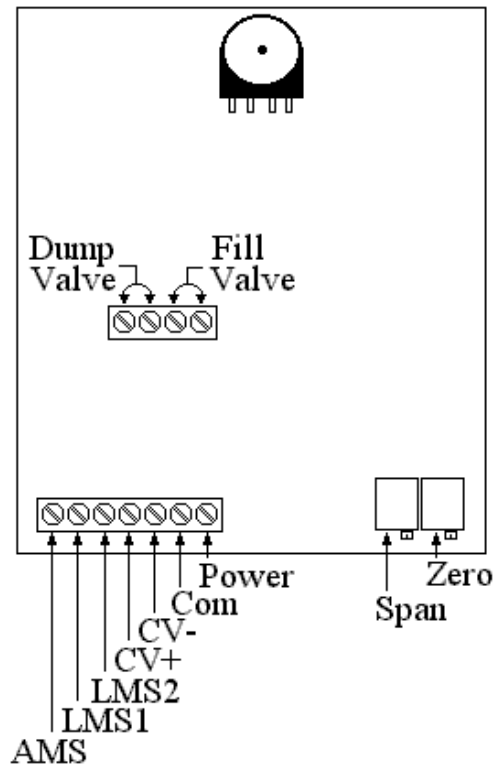 Dump
Valve
Fill
Valve
Power
Com
CV-
CV+
LMS2
LMS1
AMS
Span
Zero